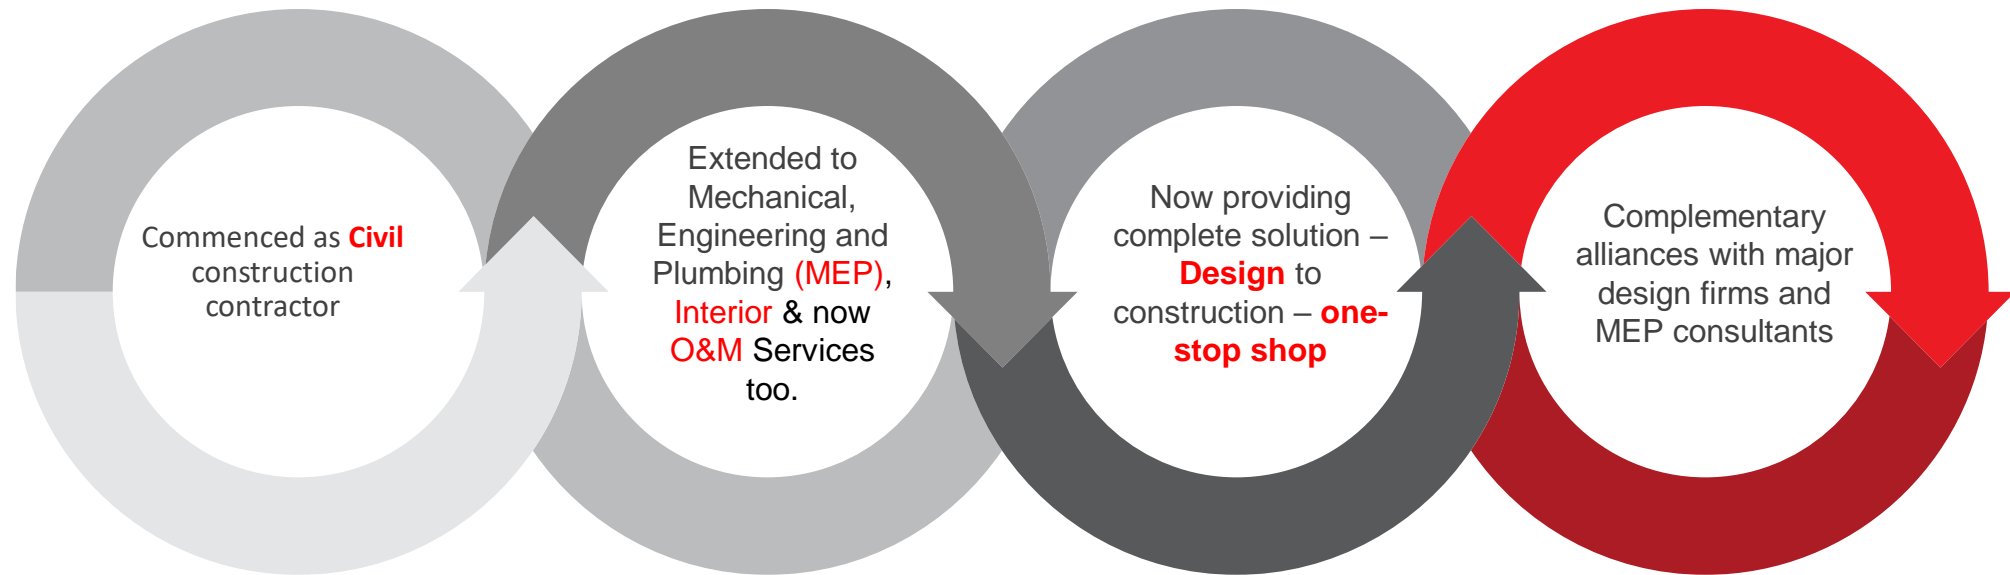 Commenced as Civil
construction
contractor
Extended to
Mechanical,
Engineering and
Plumbing (MEP),
Interior & now
O&M Services
too.
Now providing
complete solution –
Design to
construction – one-
stop shop
Complementary
alliances with major
design firms and
MEP consultants